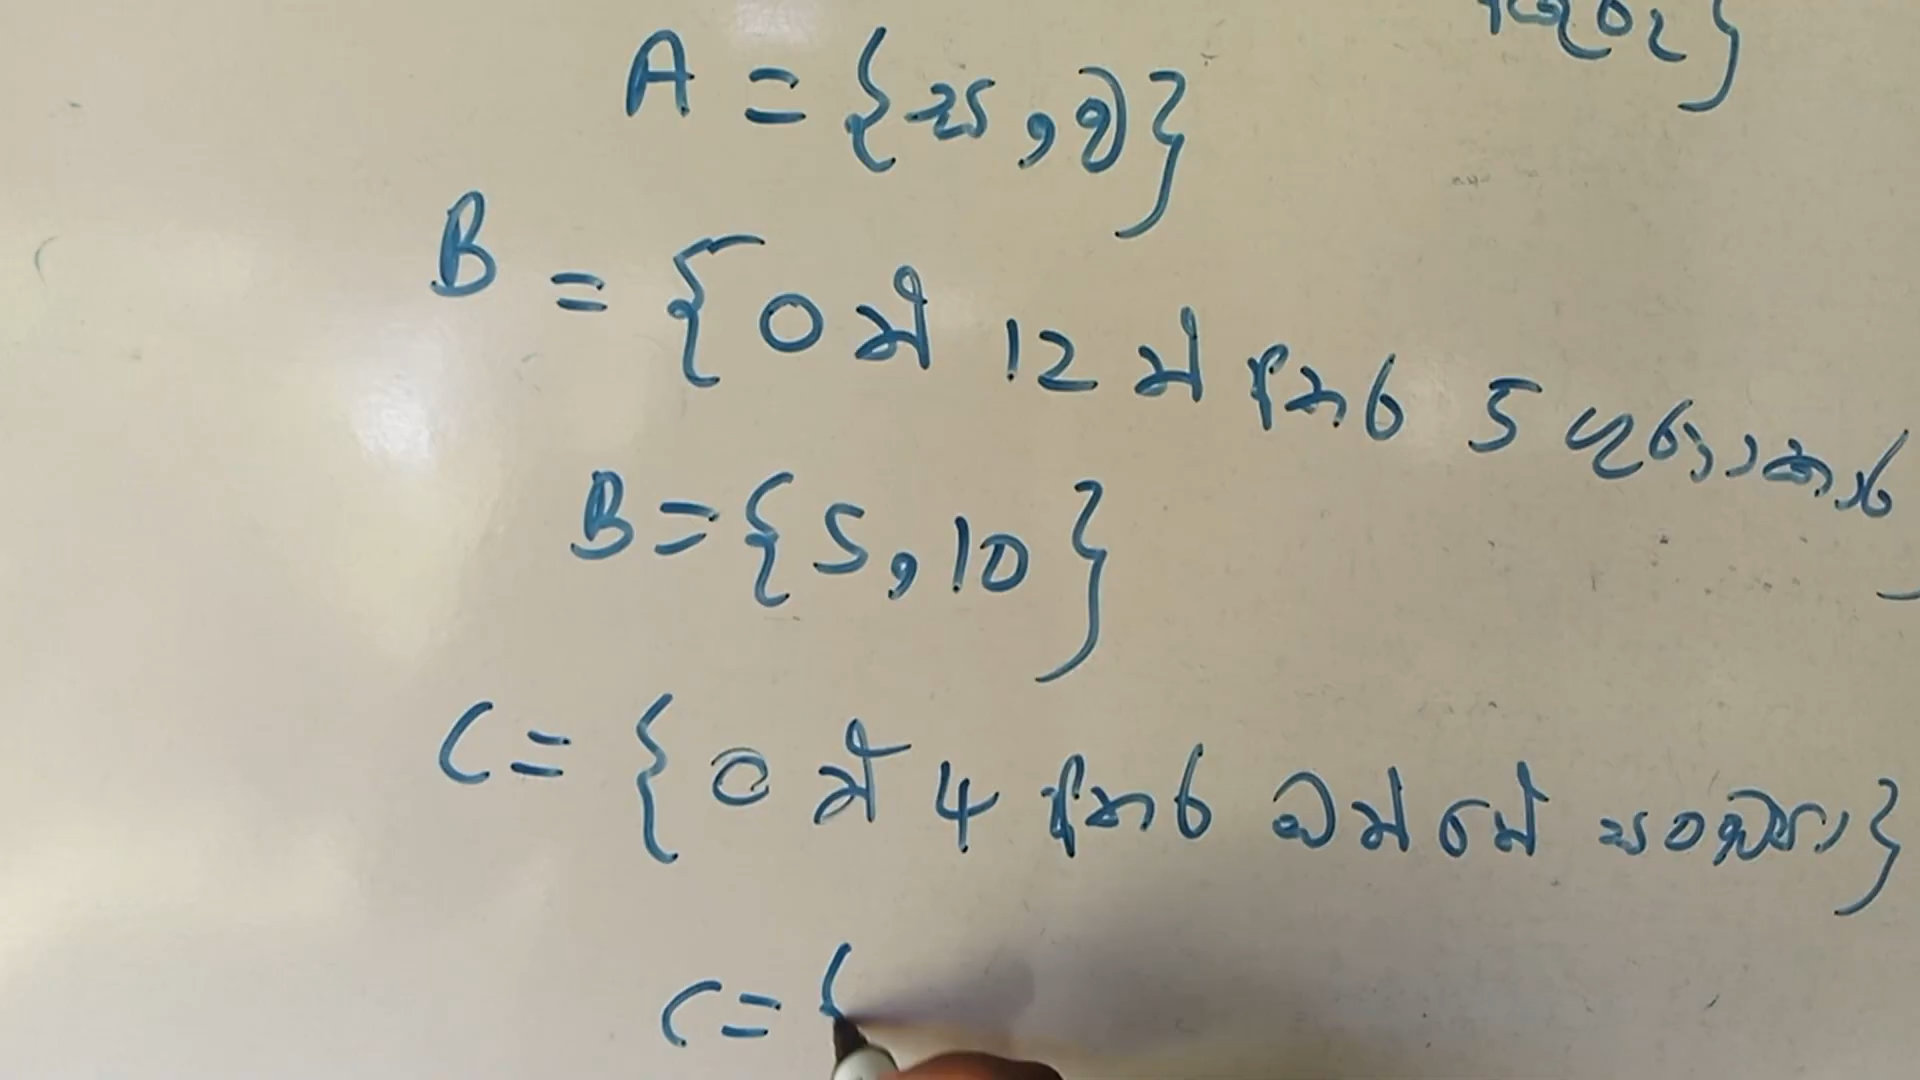 A = {ස, ම}
B = {0 ත් 12 ත් අතර 5 ගුණාකාර
B = {5, 10}
C = {0 ත් 4 අතර ඔත්තේ සංඛ්‍යා}
C = {